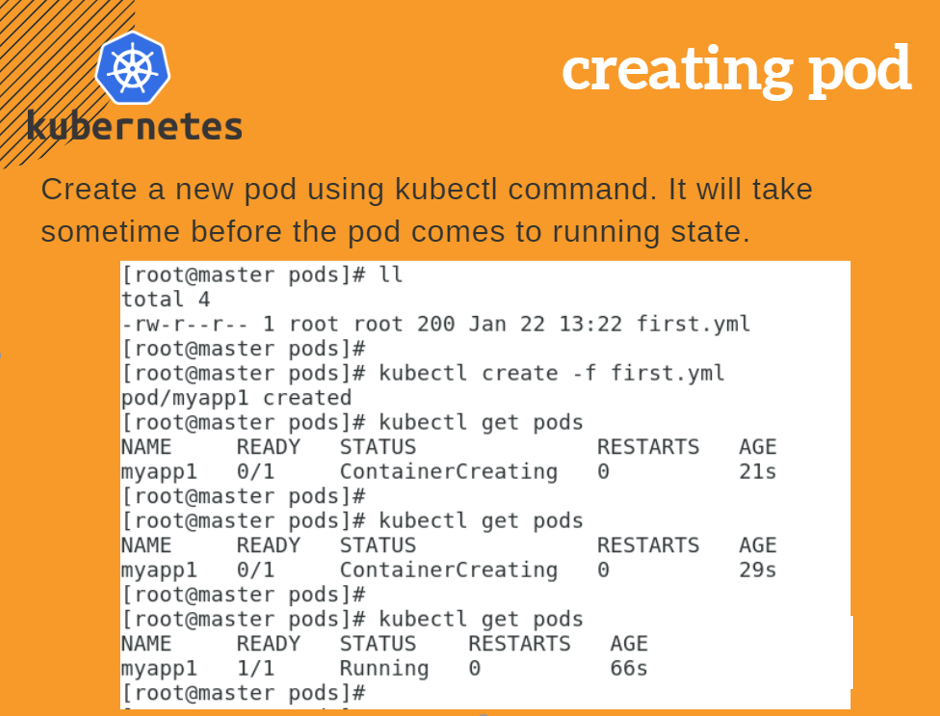 creating pod
kubernetes
Create a new pod using kubectl command. It will take
sometime before the pod comes to running state.
[root@master pods]# ll
total 4
-rw-r--r-- 1 root root 200 Jan 22 13:22 first.yml
[root@master pods]#
[root@master pods]# kubectl create -f first.yml
pod/myapp1 created
[root@master pods]# kubectl get pods
NAME     READY   STATUS              RESTARTS   AGE
myapp1   0/1     ContainerCreating   0          21s
[root@master pods]#
[root@master pods]# kubectl get pods
NAME     READY   STATUS              RESTARTS   AGE
myapp1   0/1     ContainerCreating   0          29s
[root@master pods]#
[root@master pods]# kubectl get pods
NAME     READY   STATUS    RESTARTS   AGE
myapp1   1/1     Running   0          66s
[root@master pods]#